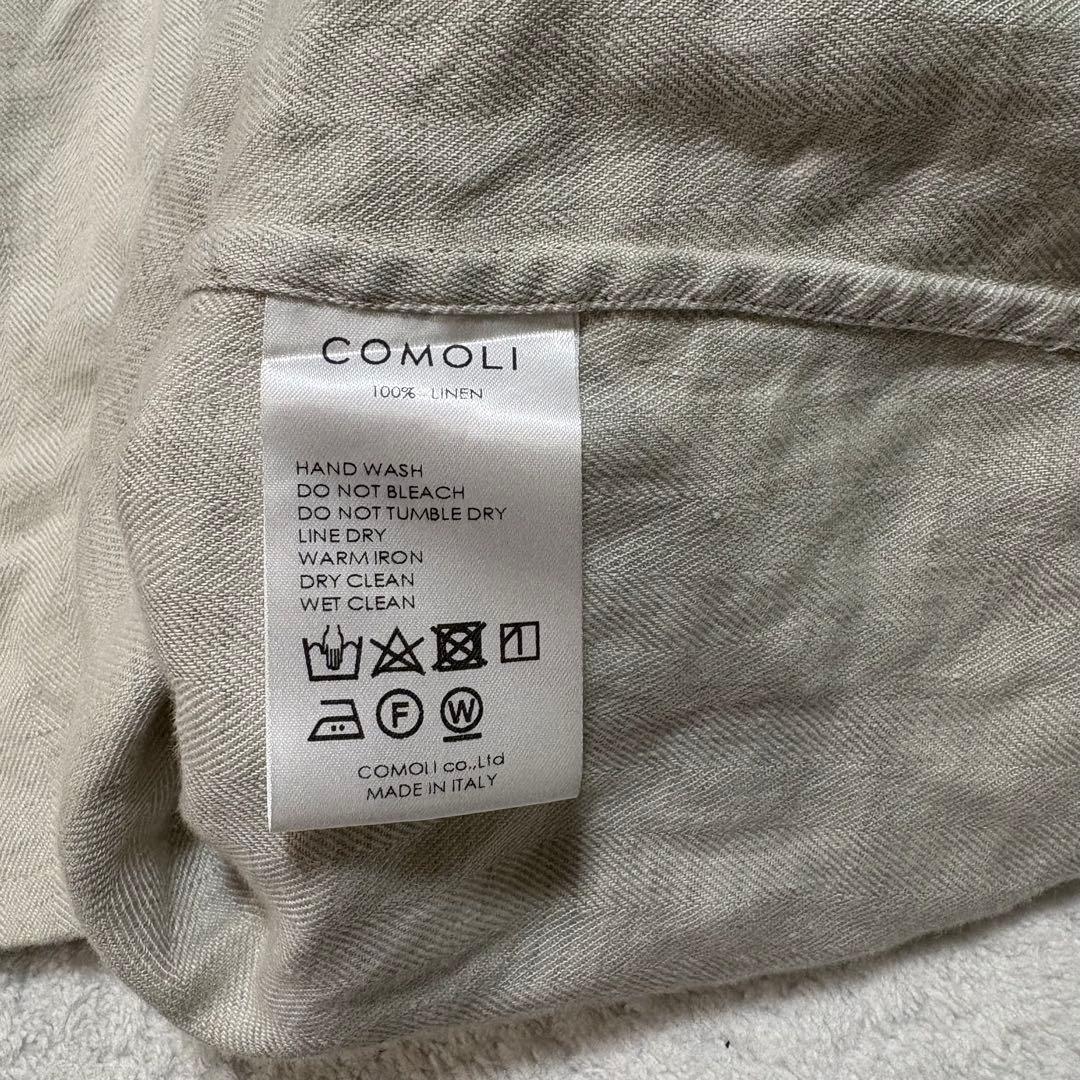 COMOLI
100% LINEN
HAND WASH
DO NOT BLEACH
DO NOT TUMBLE DRY
LINE DRY
WARM IRON
DRY CLEAN
WET CLEAN
F W
COMOLI co.,Ltd
MADE IN ITALY